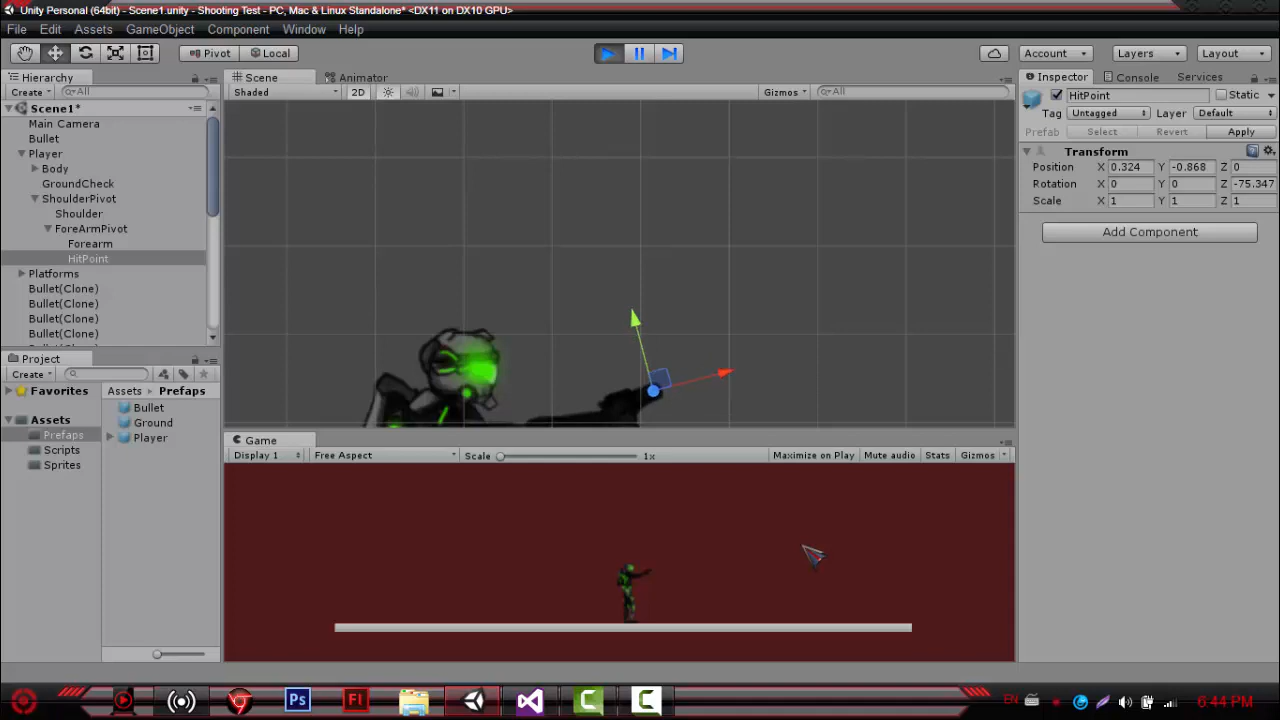 Unity Personal (64bit) - Scene1.unity - Shooting Test - PC, Mac & Linux Standalone* <DX11 on DX10 GPU>
File Edit Assets GameObject Component Window Help
Pivot Local Account Layers Layout
Hierarchy Scene Animator Inspector Console Services
Create All Shaded 2D Gizmos All HitPoint Static
Scene1*
Tag Untagged Layer Default
Main Camera
Prefab Select Revert Apply
Bullet
Transform
Player
Position X 0.324 Y -0.868 Z 0
Body
Rotation X 0 Y 0 Z -75.347
GroundCheck
Scale X 1 Y 1 Z 1
ShoulderPivot
Shoulder
ForeArmPivot
Add Component
Forearm
HitPoint
Platforms
Bullet(Clone)
Bullet(Clone)
Bullet(Clone)
Bullet(Clone)
Project
Create
Favorites Assets Prefaps
Bullet
Assets Ground
Prefaps Player
Scripts
Sprites
Game
Display 1 Free Aspect Scale 1x Maximize on Play Mute audio Stats Gizmos
Ps Fl C C EN 6:44 PM